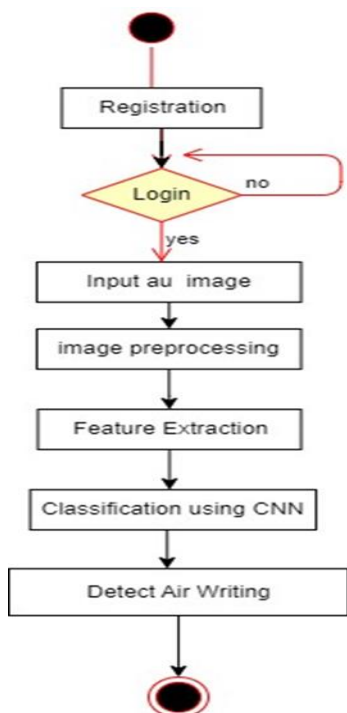 Registration
Login
no
yes
Input au image
image preprocessing
Feature Extraction
Classification using CNN
Detect Air Writing